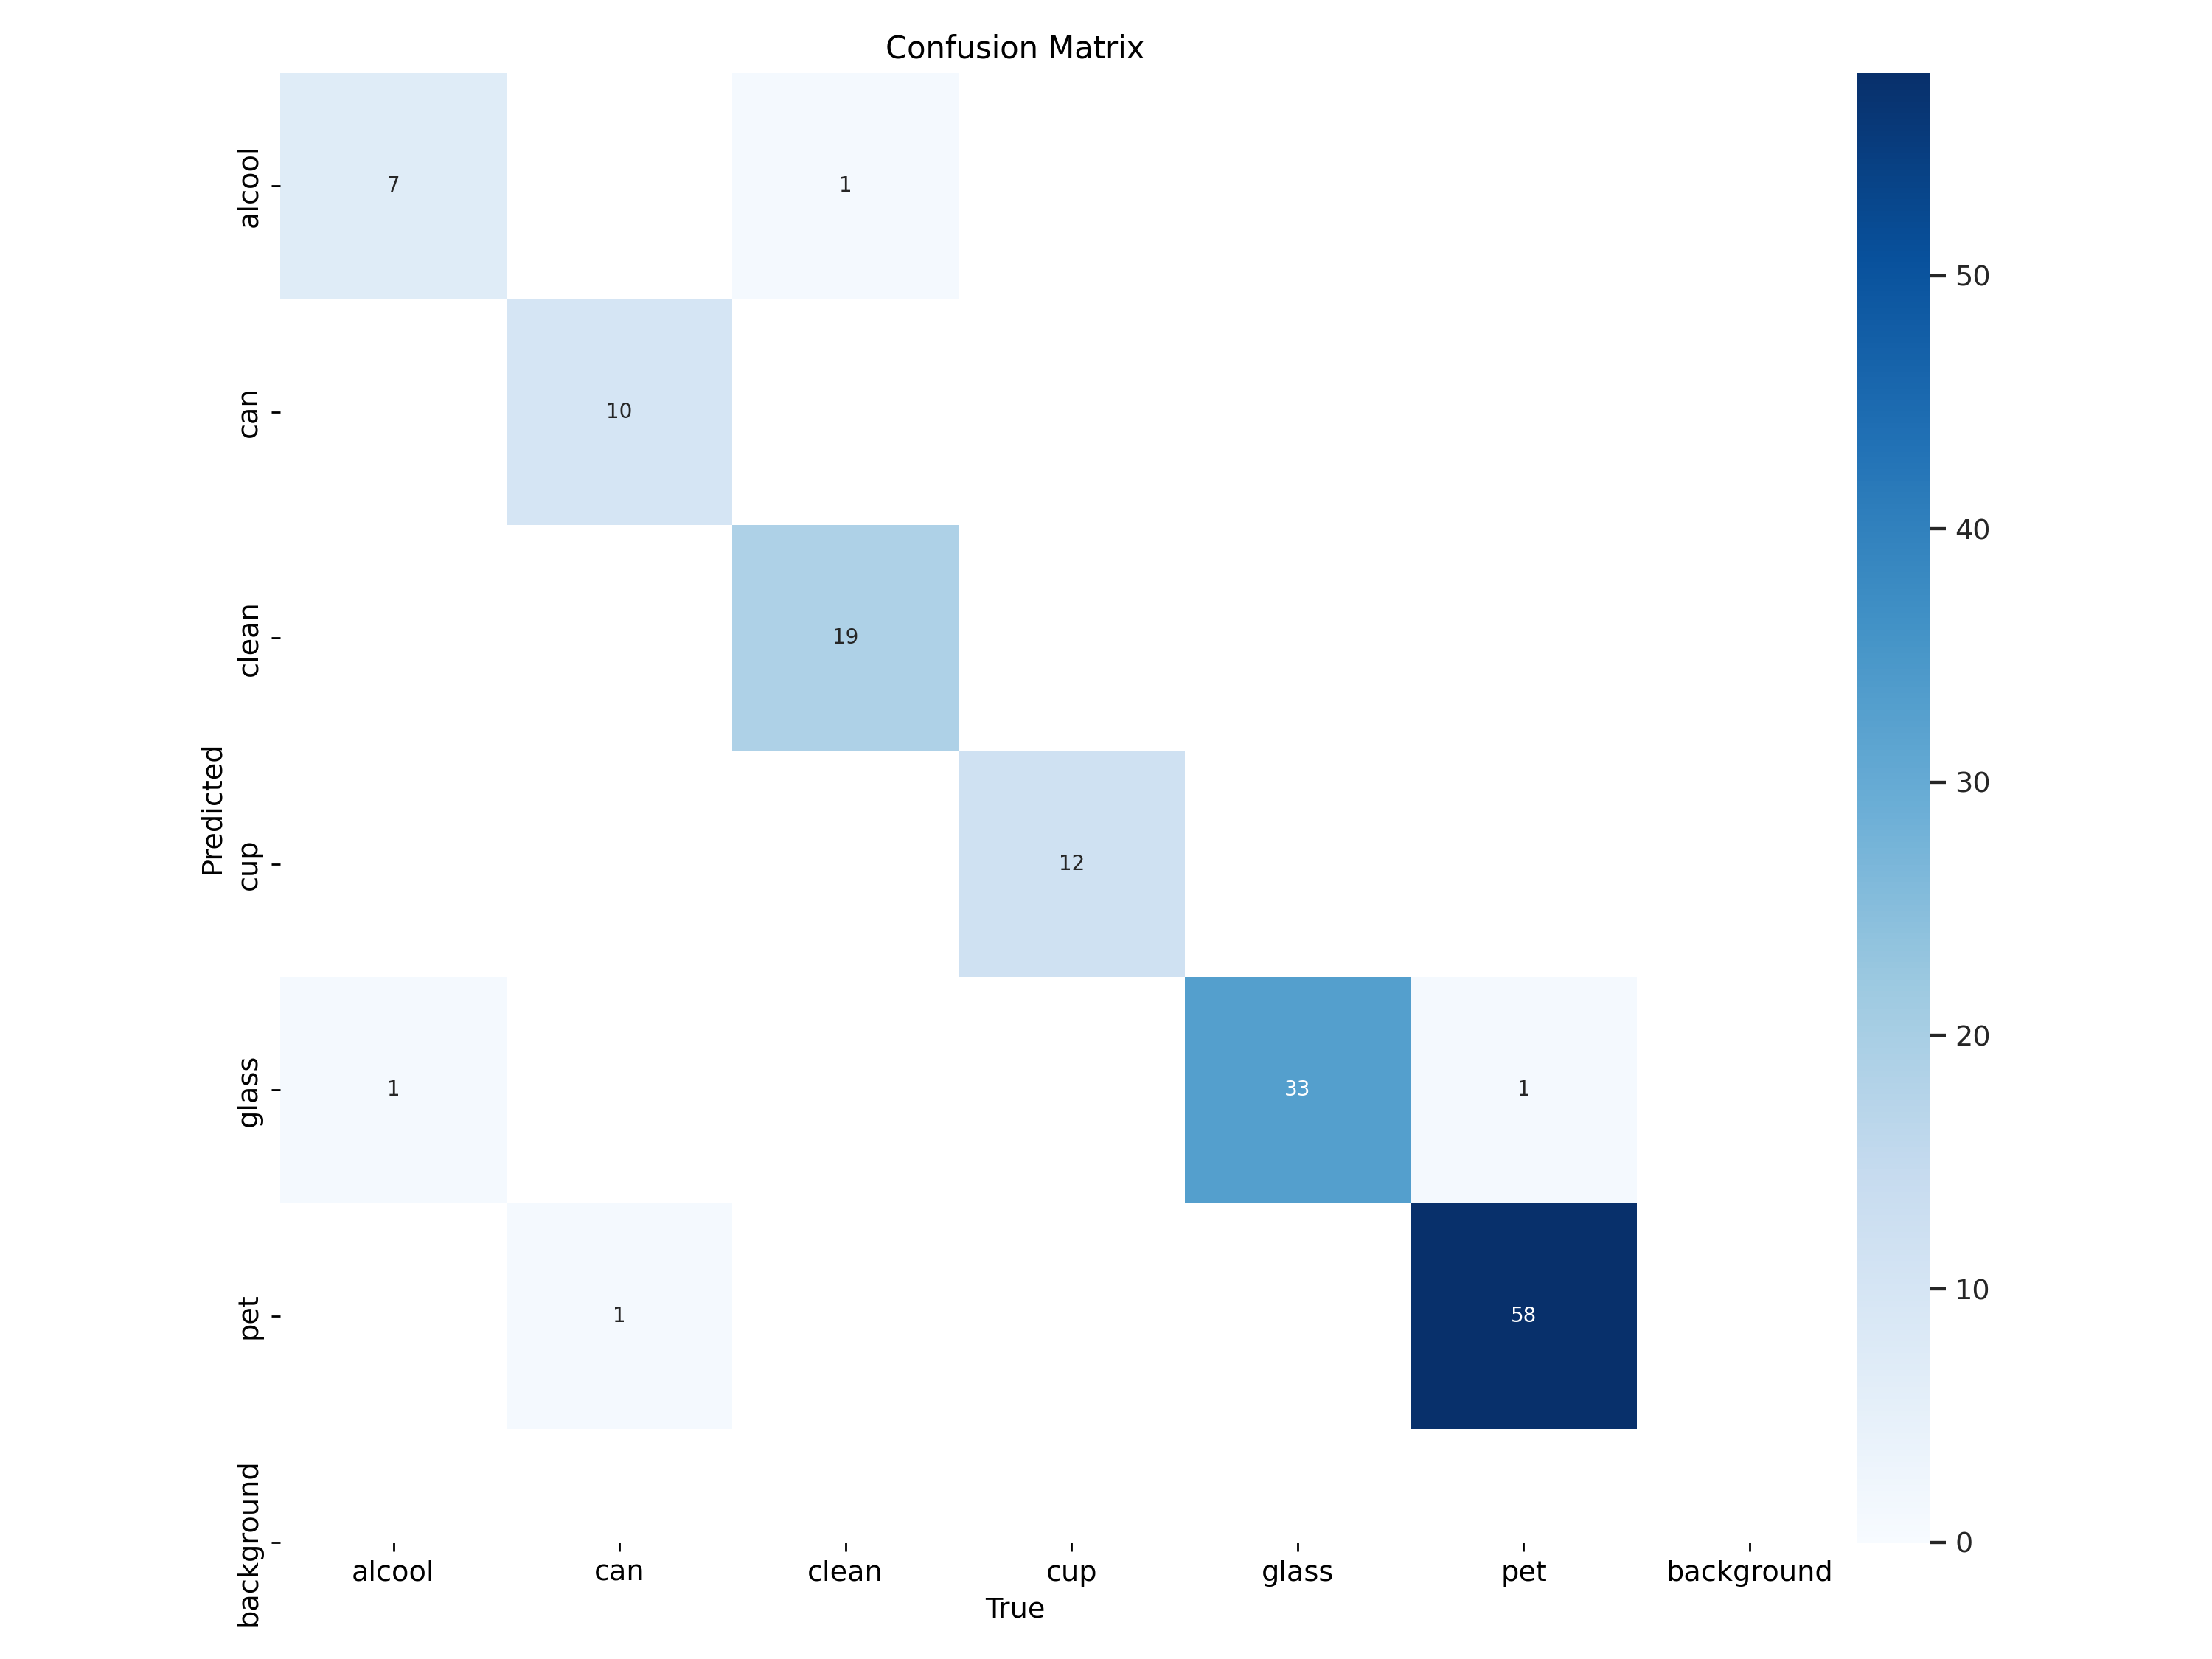 Confusion Matrix
alcool
7
1
can
10
clean
19
cup
12
glass
1
33
1
pet
1
58
background
Predicted
alcool can clean cup glass pet background
True
50
40
30
20
10
0